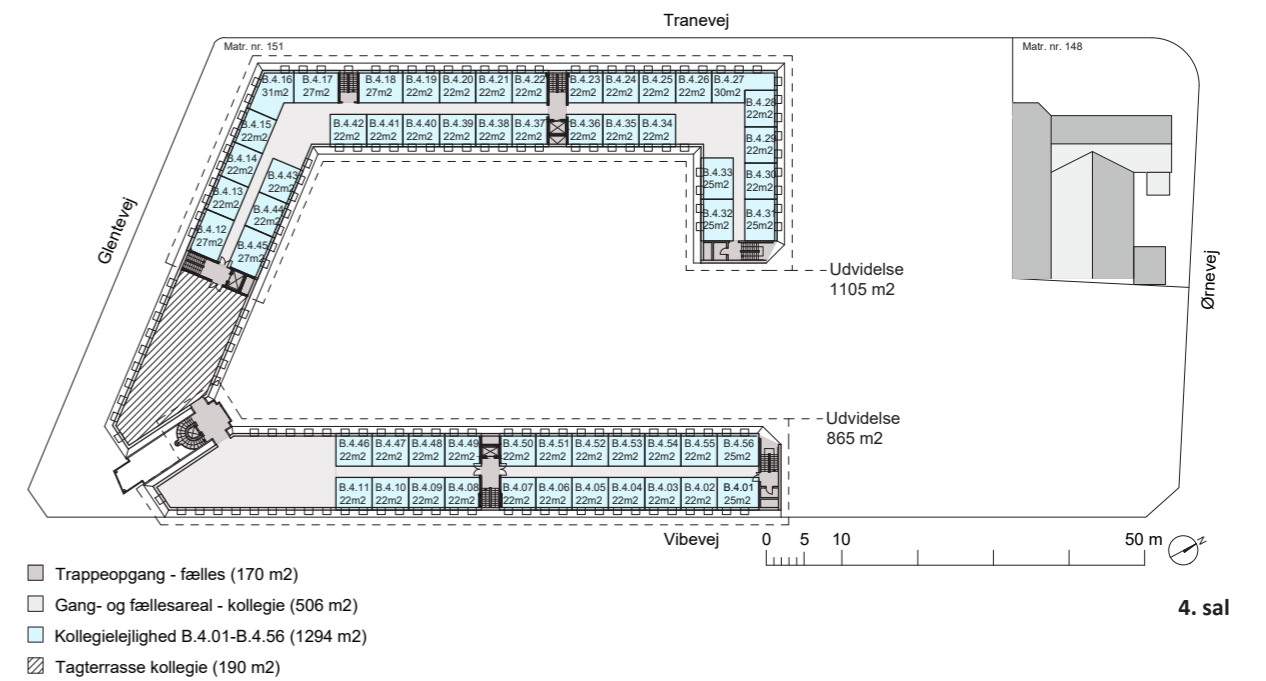 Tranevej
Matr. nr. 151
Matr. nr. 148
B.4.16
31m2
B.4.17
27m2
B.4.18
27m2
B.4.19
22m2
B.4.20
22m2
B.4.21
22m2
B.4.22
22m2
B.4.23
22m2
B.4.24
22m2
B.4.25
22m2
B.4.26
22m2
B.4.27
30m2
B.4.28
22m2
B.4.15
22m2
B.4.42
22m2
B.4.41
22m2
B.4.40
22m2
B.4.39
22m2
B.4.38
22m2
B.4.37
22m2
B.4.36
22m2
B.4.35
22m2
B.4.34
22m2
B.4.29
22m2
B.4.14
22m2
B.4.43
22m2
B.4.33
25m2
B.4.30
22m2
B.4.13
22m2
B.4.44
22m2
B.4.32
25m2
B.4.31
25m2
B.4.12
27m2
B.4.45
27m2
Glentevej
Ørnevej
Udvidelse
1105 m2
Udvidelse
865 m2
B.4.46
22m2
B.4.47
22m2
B.4.48
22m2
B.4.49
22m2
B.4.50
22m2
B.4.51
22m2
B.4.52
22m2
B.4.53
22m2
B.4.54
22m2
B.4.55
22m2
B.4.56
25m2
B.4.11
22m2
B.4.10
22m2
B.4.09
22m2
B.4.08
22m2
B.4.07
22m2
B.4.06
22m2
B.4.05
22m2
B.4.04
22m2
B.4.03
22m2
B.4.02
22m2
B.4.01
25m2
Vibevej
0 5 10 50 m
N
Trappeopgang - fælles (170 m2)
Gang- og fællesareal - kollegie (506 m2)
Kollegielejlighed B.4.01-B.4.56 (1294 m2)
Tagterrasse kollegie (190 m2)
4. sal